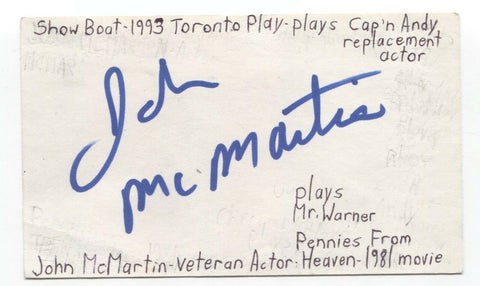 Show Boat-1993 Toronto Play-plays Cap'n Andy
replacement
actor
John
McMartin
plays
Mr. Warner
Pennies From
John McMartin-Veteran Actor: Heaven-1981 movie